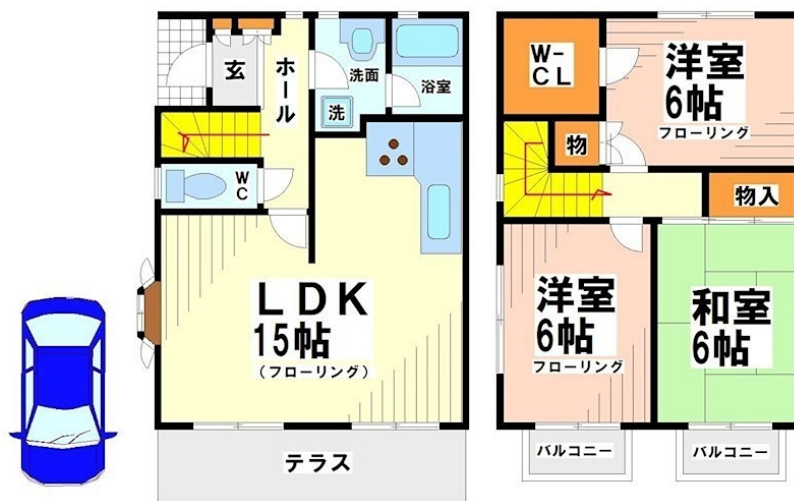 玄
ホール
洗面
浴室
洗
WC
LDK
15帖
(フローリング)
テラス
W-
CL
洋室
6帖
フローリング
物
物入
洋室
6帖
フローリング
和室
6帖
バルコニー
バルコニー